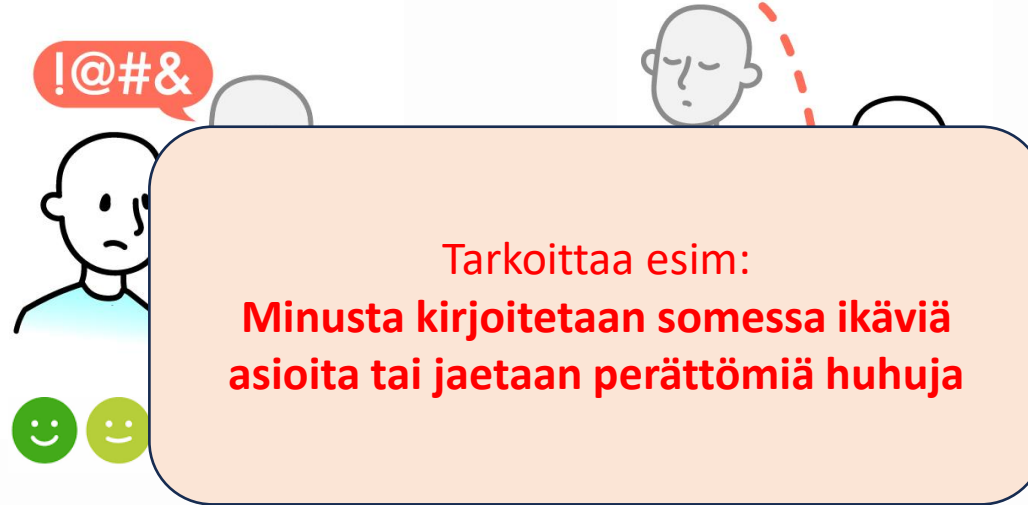 !@#&
Tarkoittaa esim:
Minusta kirjoitetaan somessa ikäviä
asioita tai jaetaan perättömiä huhuja